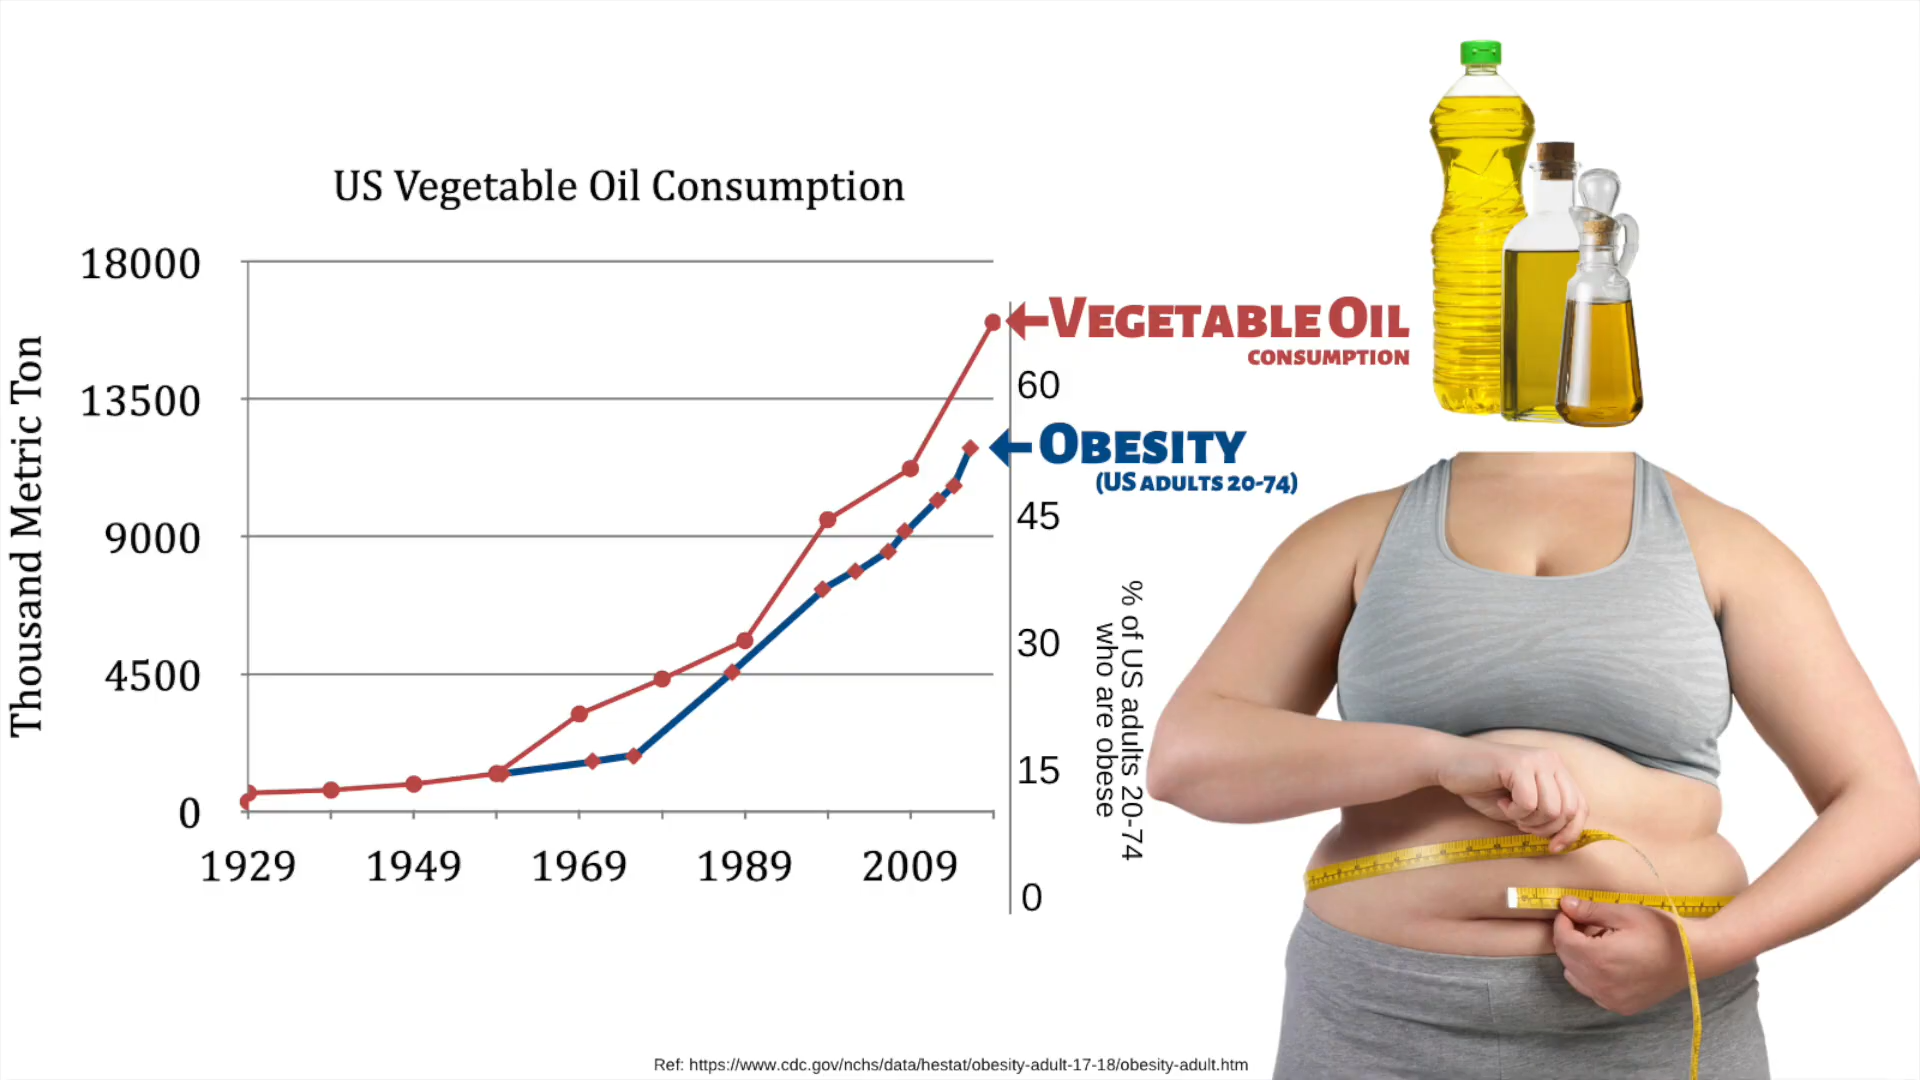 US Vegetable Oil Consumption
Thousand Metric Ton
18000
13500
9000
4500
0
1929 1949 1969 1989 2009
VEGETABLE OIL
CONSUMPTION
OBESITY
(US ADULTS 20-74)
60
45
30
15
0
% of US adults 20-74
who are obese
Ref: https://www.cdc.gov/nchs/data/hestat/obesity-adult-17-18/obesity-adult.htm